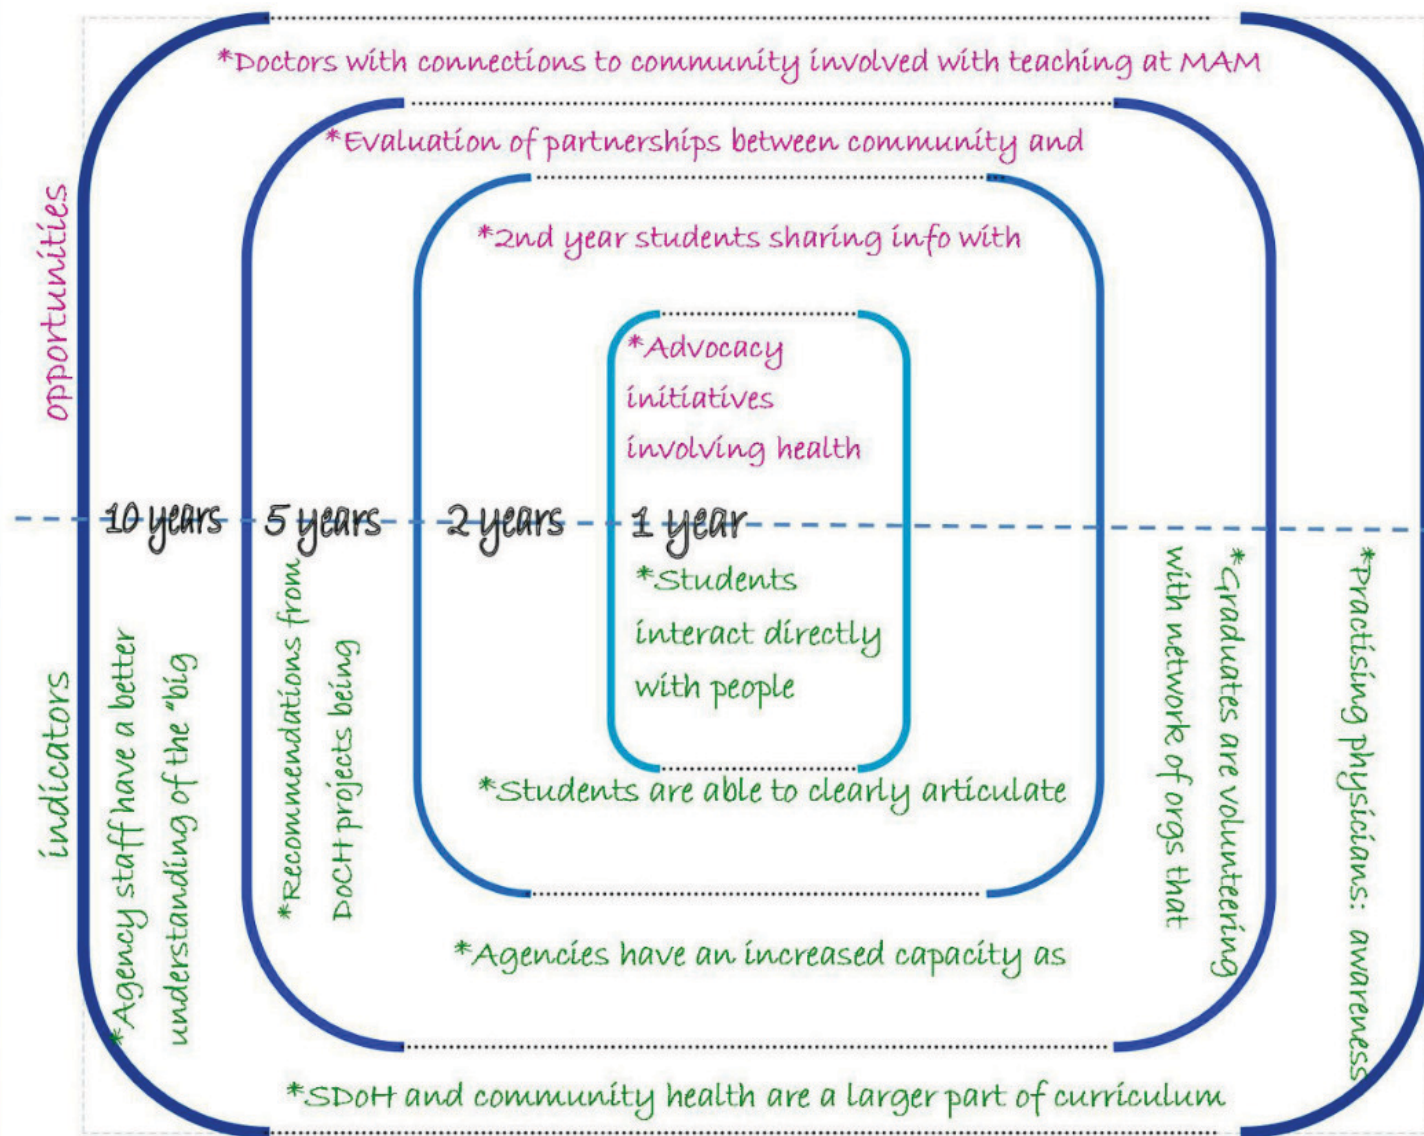 *Doctors with connections to community involved with teaching at MAM
*Evaluation of partnerships between community and
*2nd year students sharing info with
*Advocacy
initiatives
involving health
opportunities
10 years
5 years
2 years
1 year
indicators
*Agency staff have a better
understanding of the "big
*Recommendations from
DoCH projects being
*Students
interact directly
with people
*Students are able to clearly articulate
*Agencies have an increased capacity as
*SDoH and community health are a larger part of curriculum
*Graduates are volunteering
with network of orgs that
*Practising physicians: awareness